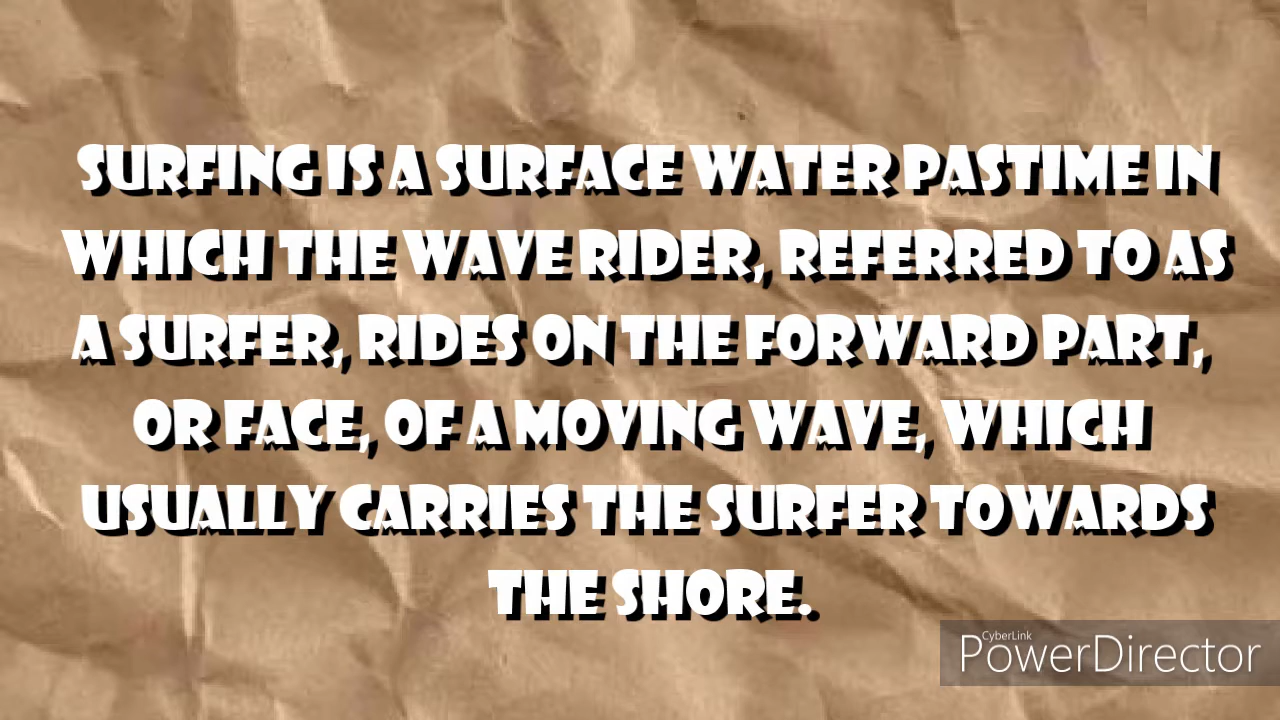 SURFING IS A SURFACE WATER PASTIME IN
WHICH THE WAVE RIDER, REFERRED TO AS
A SURFER, RIDES ON THE FORWARD PART,
OR FACE, OF A MOVING WAVE, WHICH
USUALLY CARRIES THE SURFER TOWARDS
THE SHORE.
CyberLink
PowerDirector